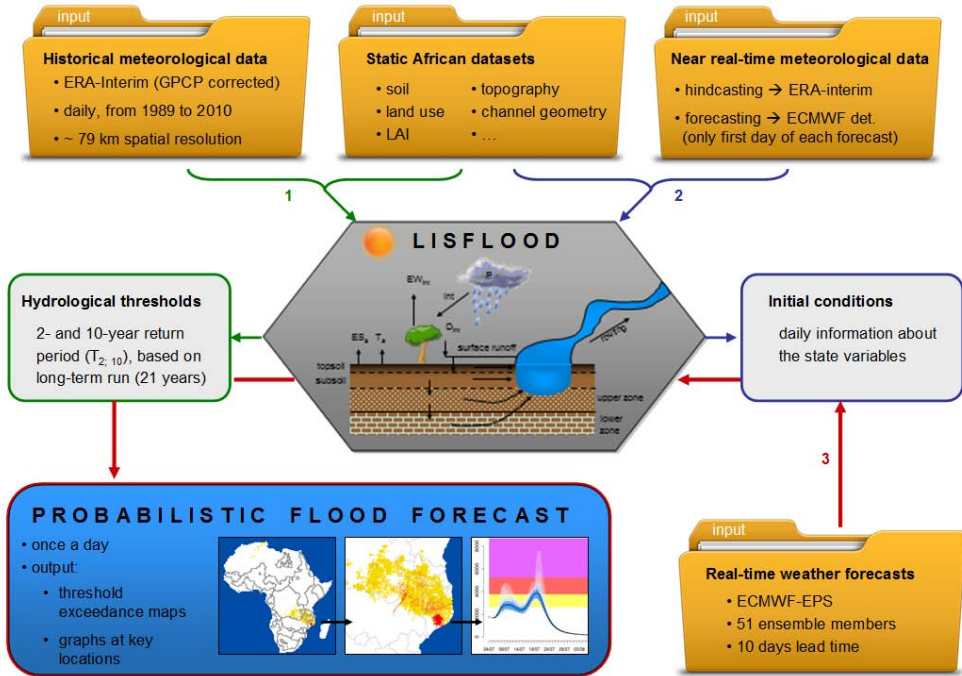 input
Historical meteorological data
• ERA-Interim (GPCP corrected)
• daily, from 1989 to 2010
• ~ 79 km spatial resolution
input
Static African datasets
• soil
• land use
• LAI
• topography
• channel geometry
• …
input
Near real-time meteorological data
• hindcasting → ERA-interim
• forecasting → ECMWF det.
(only first day of each forecast)
1
2
LISFLOOD
P
EWint
Int
Dint
ESa Ta
surface runoff
routing
topsoil
subsoil
upper zone
lower
zone
Hydrological thresholds
2- and 10-year return
period (T2; 10), based on
long-term run (21 years)
Initial conditions
daily information about
the state variables
3
PROBABILISTIC FLOOD FORECAST
• once a day
• output:
• threshold
exceedance maps
• graphs at key
locations
input
Real-time weather forecasts
• ECMWF-EPS
• 51 ensemble members
• 10 days lead time